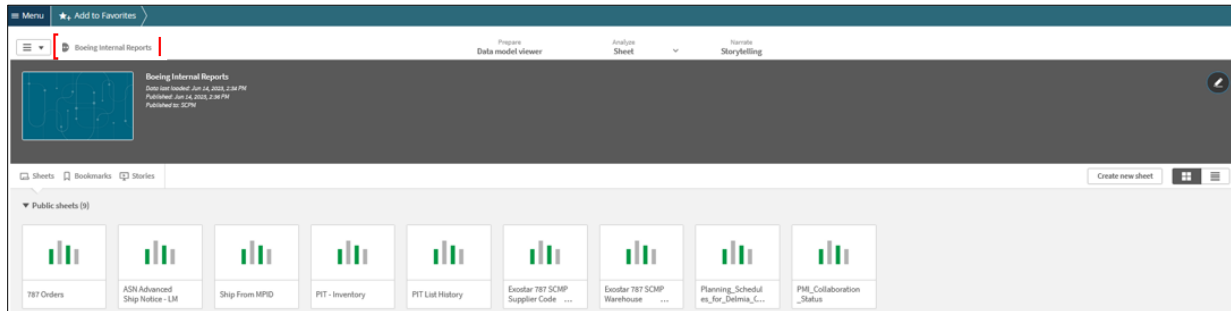 Menu
Add to Favorites
Boeing Internal Reports
Prepare
Data model viewer
Analyze
Sheet
Narrate
Storytelling
Boeing Internal Reports
Data last loaded: Jun 14, 2023, 2:34 PM
Published: Jun 14, 2023, 2:36 PM
Published to: SCPM
Sheets
Bookmarks
Stories
Create new sheet
Public sheets (9)
787 Orders
ASN Advanced
Ship Notice - LM
Ship From MPID
PIT - Inventory
PIT List History
Exostar 787 SCMP
Supplier Code ...
Exostar 787 SCMP
Warehouse ...
Planning_Schedul
es_for_Delmia_(...
PMI_Collaboration
_Status